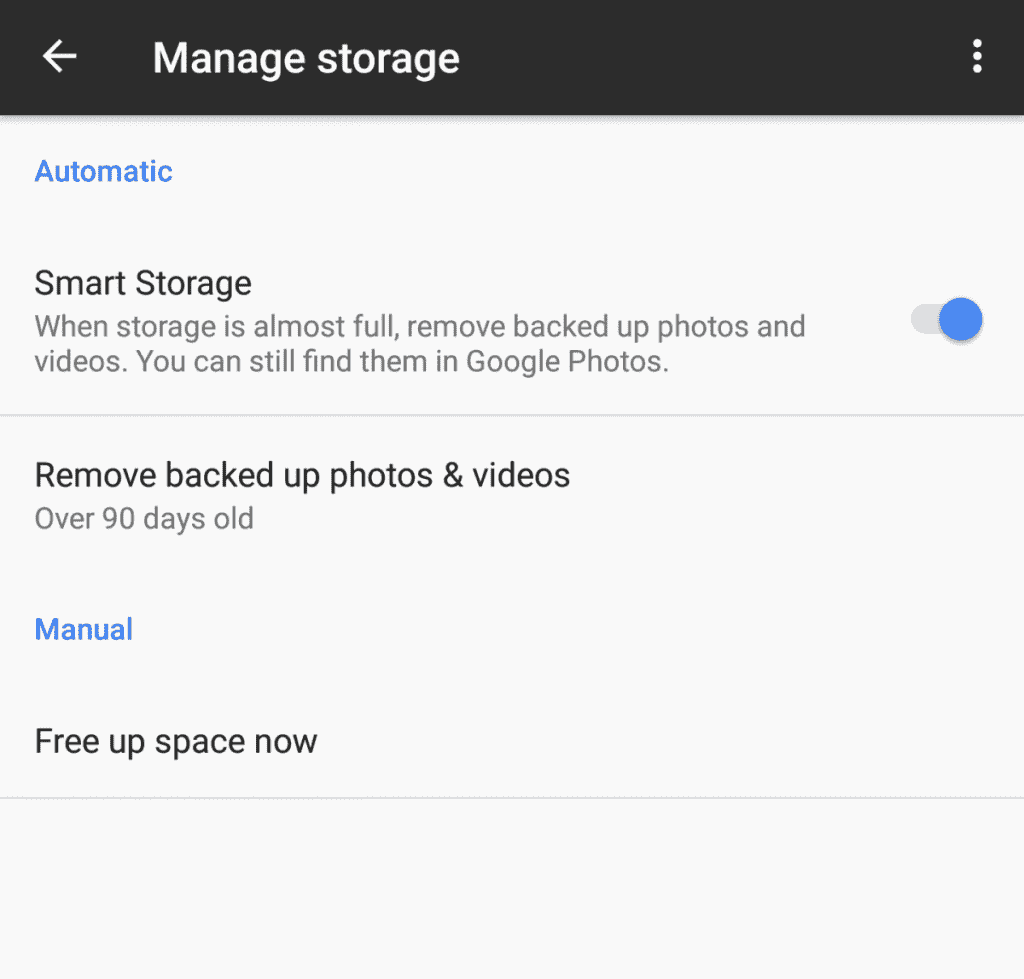 Manage storage
Automatic
Smart Storage
When storage is almost full, remove backed up photos and
videos. You can still find them in Google Photos.
Remove backed up photos & videos
Over 90 days old
Manual
Free up space now